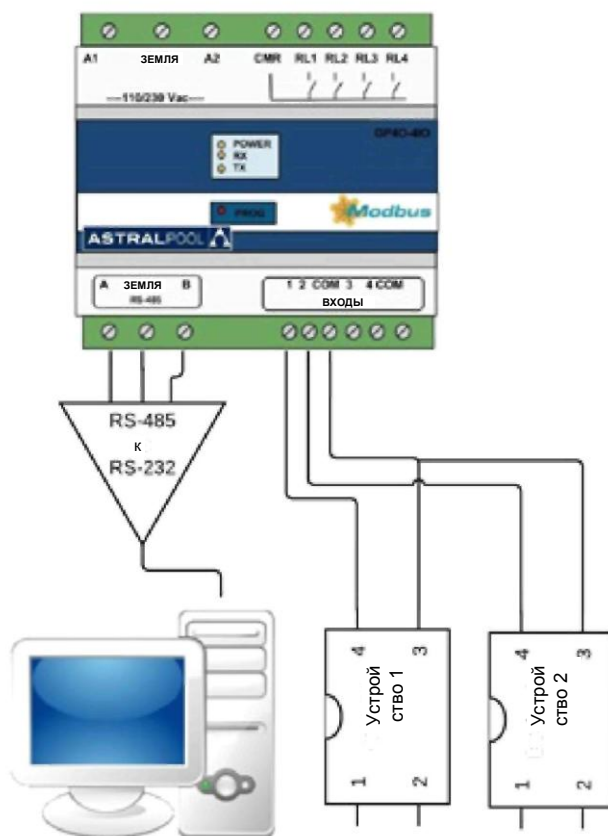 A1 ЗЕМЛЯ A2 CMR RL1 RL2 RL3 RL4
110/230 Vac
POWER
RX
TX
PROG
Modbus
ASTRALPOOL
A ЗЕМЛЯ B
RS-485
1 2 COM 3 4 COM
ВХОДЫ
RS-485
к
RS-232
4 3
Устрой
ство 1
1 2
4 3
Устрой
ство 2
1 2